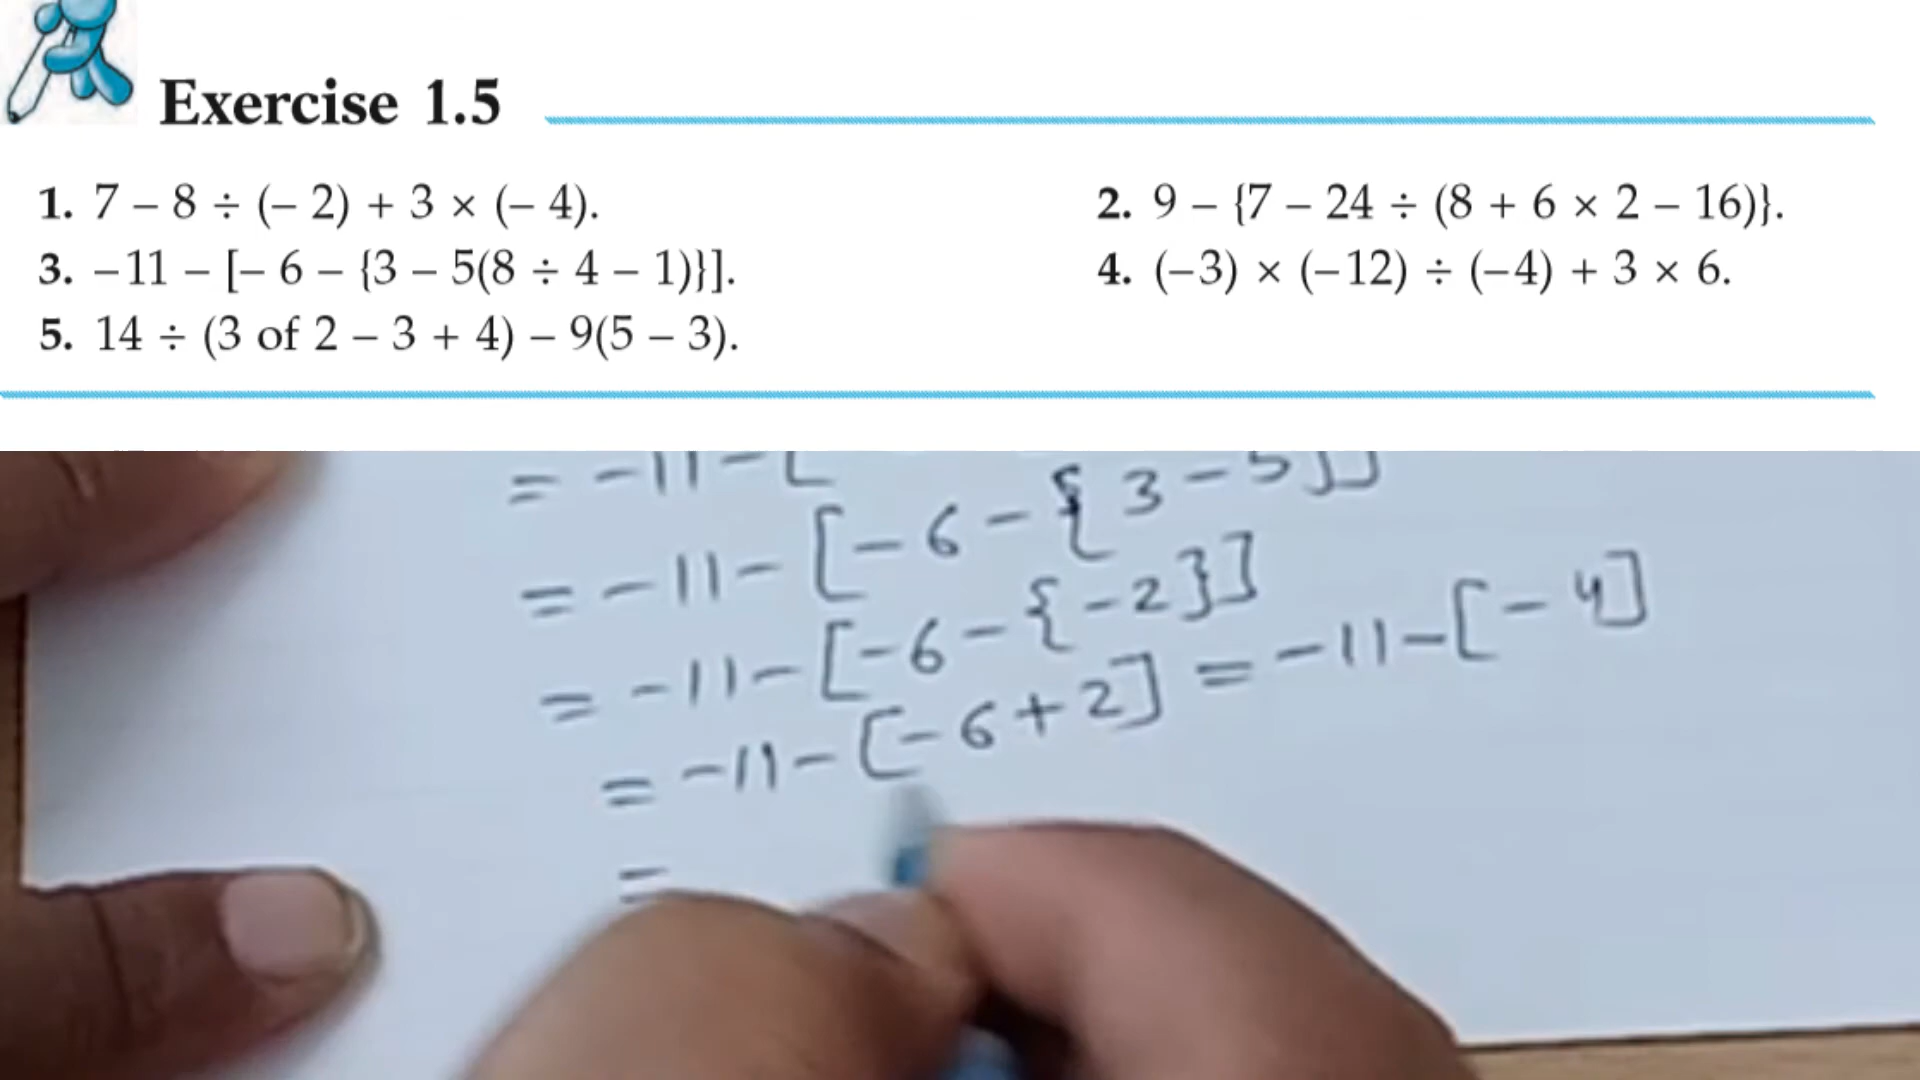 Exercise 1.5
1. 7 – 8 ÷ (– 2) + 3 × (– 4).
2. 9 – {7 – 24 ÷ (8 + 6 × 2 – 16)}.
3. –11 – [– 6 – {3 – 5(8 ÷ 4 – 1)}].
4. (–3) × (–12) ÷ (–4) + 3 × 6.
5. 14 ÷ (3 of 2 – 3 + 4) – 9(5 – 3).
= -11-[
= -11-[-6-{3-5}]
= -11-[-6-{-2}]
= -11-[-6+2] = -11-[-4]
=